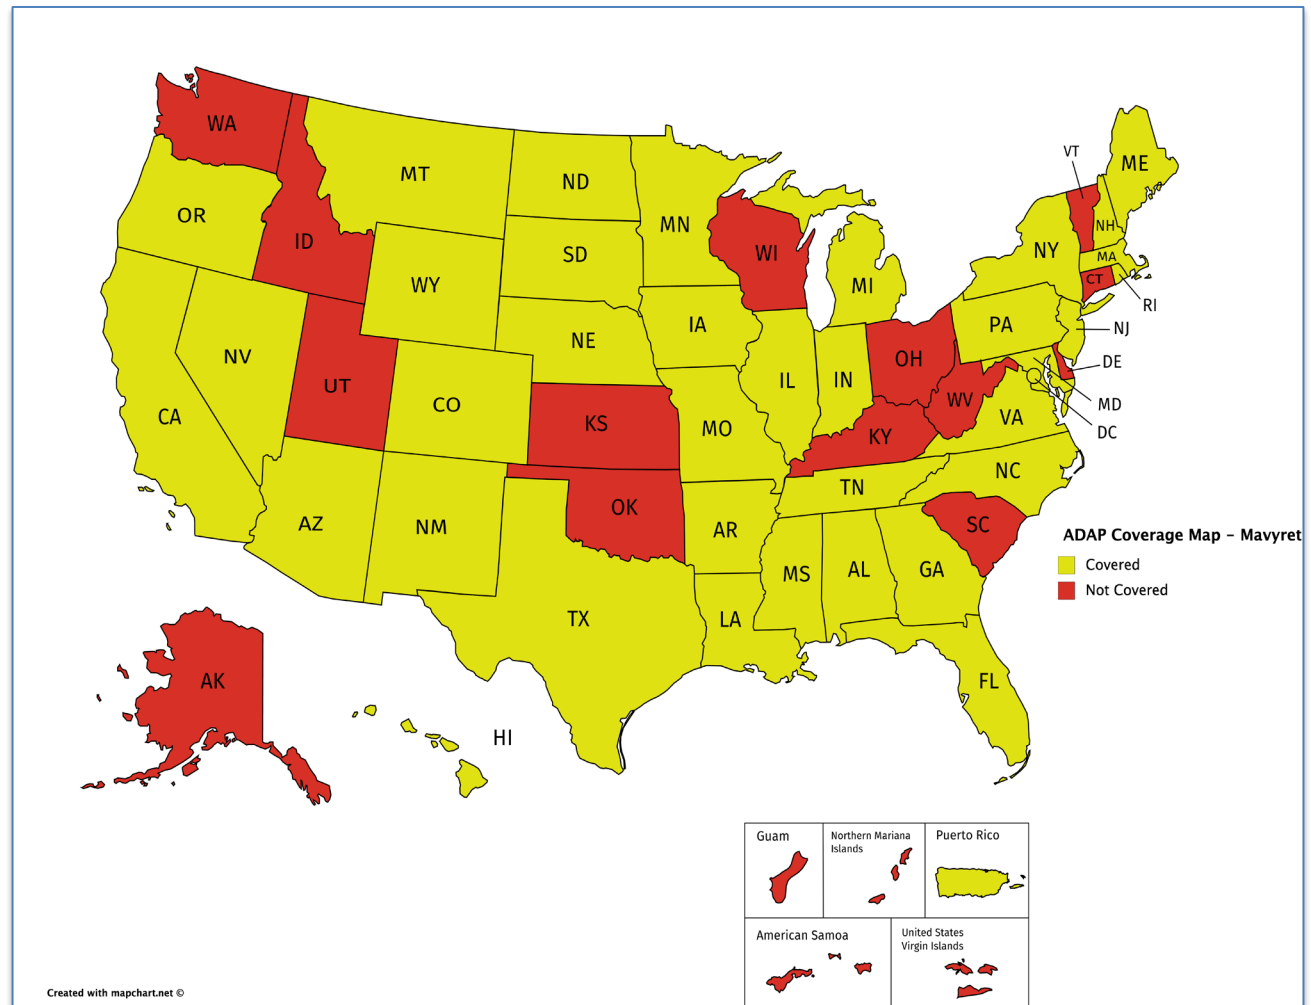 WA
MT
ND
MN
VT
ME
OR
ID
SD
WI
NY
NH
MA
CT
RI
WY
MI
IA
PA
NJ
NE
NV
UT
CO
IL
IN
OH
DE
WV
MD
CA
KS
MO
KY
VA
DC
NC
TN
AZ
NM
OK
AR
SC
MS
AL
GA
TX
LA
FL
AK
HI
ADAP Coverage Map – Mavyret
Covered
Not Covered
Guam
Northern Mariana
Islands
Puerto Rico
American Samoa
United States
Virgin Islands
Created with mapchart.net ©